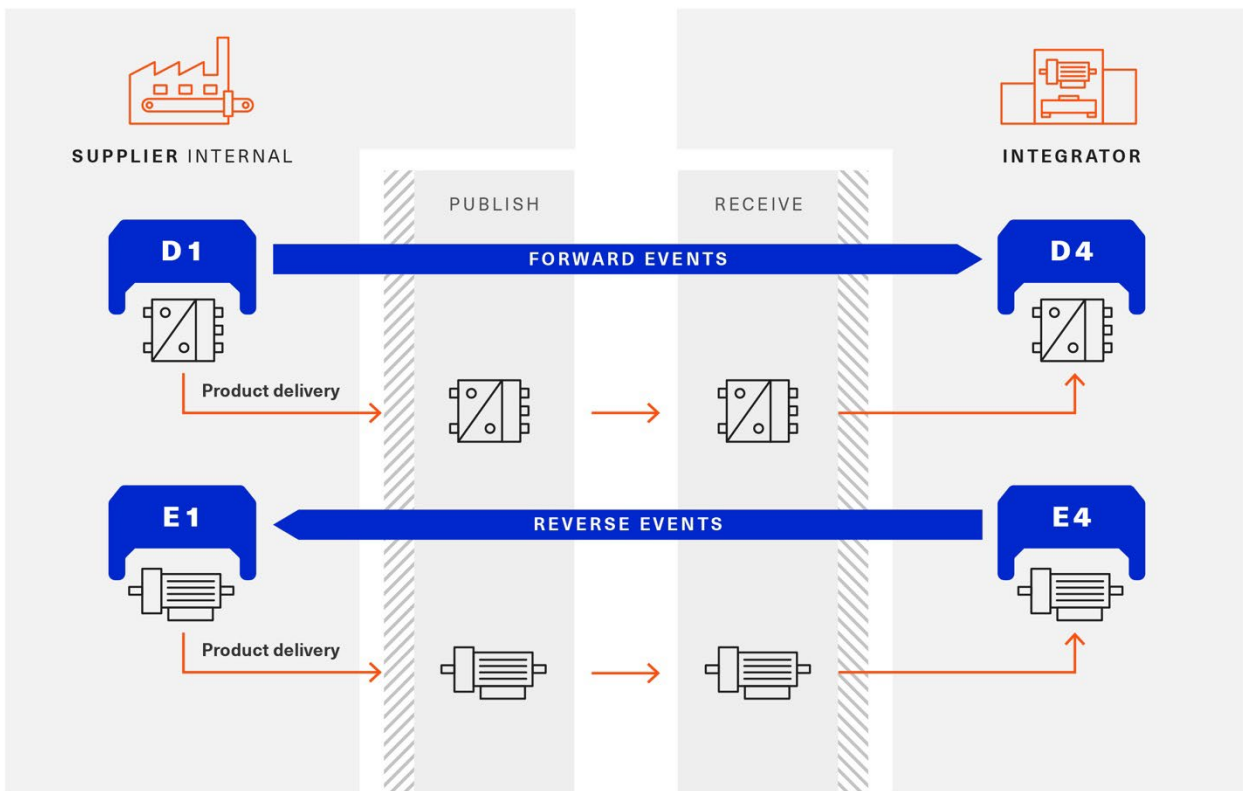 SUPPLIER INTERNAL
INTEGRATOR
PUBLISH
RECEIVE
D1
FORWARD EVENTS
D4
Product delivery
E1
REVERSE EVENTS
E4
Product delivery